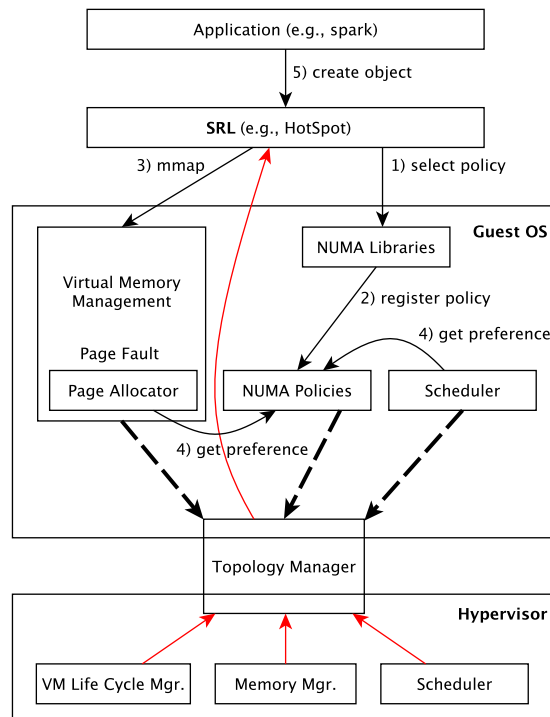 Application (e.g., spark)
5) create object
SRL (e.g., HotSpot)
3) mmap
1) select policy
Guest OS
NUMA Libraries
Virtual Memory
Management
2) register policy
4) get preference
Page Fault
Page Allocator
NUMA Policies
Scheduler
4) get preference
Topology Manager
Hypervisor
VM Life Cycle Mgr.
Memory Mgr.
Scheduler